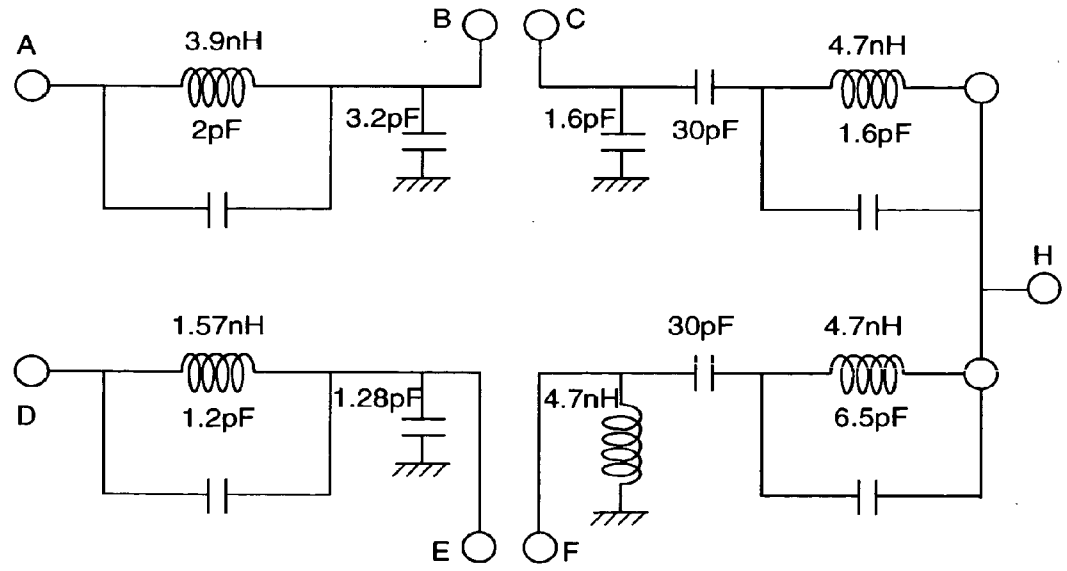 B
C
A
3.9nH
4.7nH
2pF
3.2pF
1.6pF
30pF
1.6pF
H
1.57nH
30pF
4.7nH
D
1.2pF
1.28pF
4.7nH
6.5pF
E
F